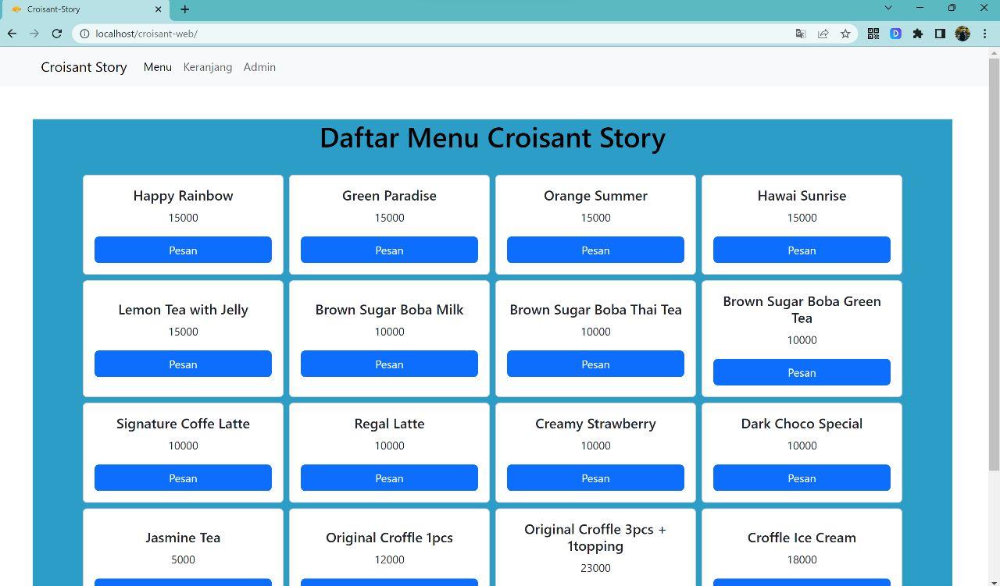 Croisant-Story
localhost/croisant-web/
D
Croisant Story Menu Keranjang Admin
Daftar Menu Croisant Story
Happy Rainbow
15000
Pesan
Green Paradise
15000
Pesan
Orange Summer
15000
Pesan
Hawai Sunrise
15000
Pesan
Lemon Tea with Jelly
15000
Pesan
Brown Sugar Boba Milk
10000
Pesan
Brown Sugar Boba Thai Tea
10000
Pesan
Brown Sugar Boba Green
Tea
10000
Pesan
Signature Coffe Latte
10000
Pesan
Regal Latte
10000
Pesan
Creamy Strawberry
10000
Pesan
Dark Choco Special
10000
Pesan
Jasmine Tea
5000
Original Croffle 1pcs
12000
Original Croffle 3pcs +
1topping
23000
Croffle Ice Cream
18000